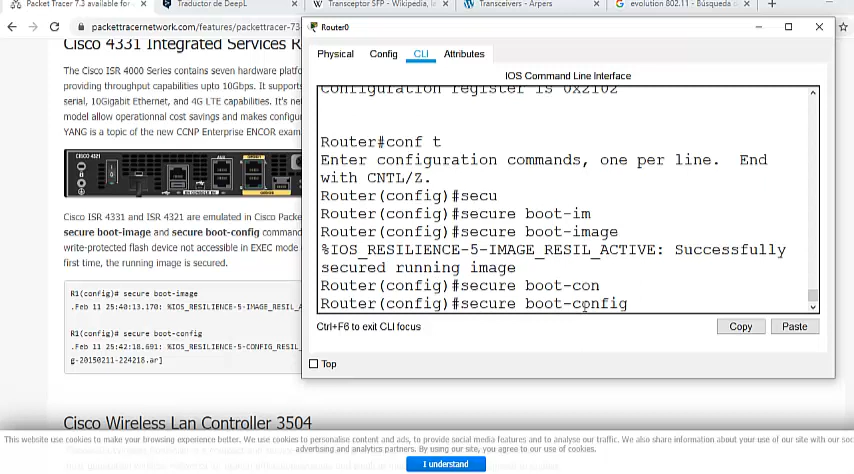 Packet Tracer 7.3 available for
Traductor de DeepL
Transceptor SFP - Wikipedia, l
Transceivers - Arpers
evolution 802.11 - Búsqueda d
packettracernetwork.com/features/packettracer-73
Cisco 4331 Integrated Services R
The Cisco ISR 4000 Series contains seven hardware platfo
providing throughput capabilities upto 10Gbps. It supports
serial, 10Gigabit Ethernet, and 4G LTE capabilities. It's ne
model allow operationnal cost savings and makes configur
YANG is a topic of the new CCNP Enterprise ENCOR exam
CISCO 4321
Cisco ISR 4331 and ISR 4321 are emulated in Cisco Packe
secure boot-image and secure boot-config command
write-protected flash device not accessible in EXEC mode
first time, the running image is secured.
R1(config)# secure boot-image
.Feb 11 25:40:13.170: %IOS_RESILIENCE-5-IMAGE_RESIL_A
R1(config)# secure boot-config
.Feb 11 25:42:18.691: %IOS_RESILIENCE-5-CONFIG_RESIL_
g-20150211-224218.ar]
Cisco Wireless Lan Controller 3504
Router0
Physical Config CLI Attributes
IOS Command Line Interface
Configuration register is 0x2102
Router#conf t
Enter configuration commands, one per line. End
with CNTL/Z.
Router(config)#secu
Router(config)#secure boot-im
Router(config)#secure boot-image
%IOS_RESILIENCE-5-IMAGE_RESIL_ACTIVE: Successfully
secured running image
Router(config)#secure boot-con
Router(config)#secure boot-config
Ctrl+F6 to exit CLI focus
Copy
Paste
Top
This website use cookies to make your browsing experience better. We use cookies to personalise content and ads, to provide social media features and to analyse our traffic. We also share information about your use of our site with our soc
advertising and analytics partners. By using our site, you agree to our use of cookies.
I understand